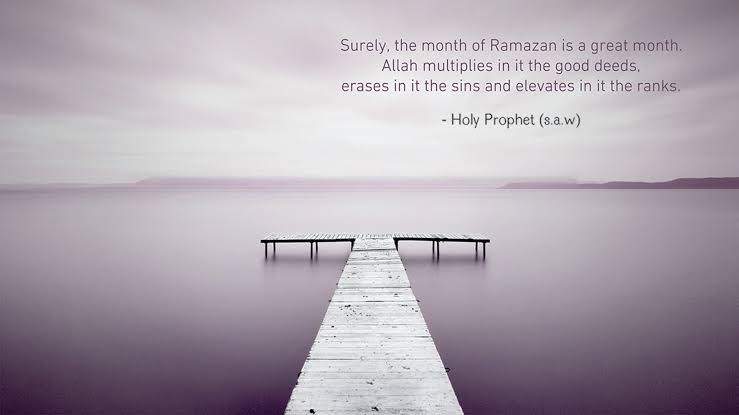 Surely, the month of Ramazan is a great month.
Allah multiplies in it the good deeds,
erases in it the sins and elevates in it the ranks.
- Holy Prophet (s.a.w)